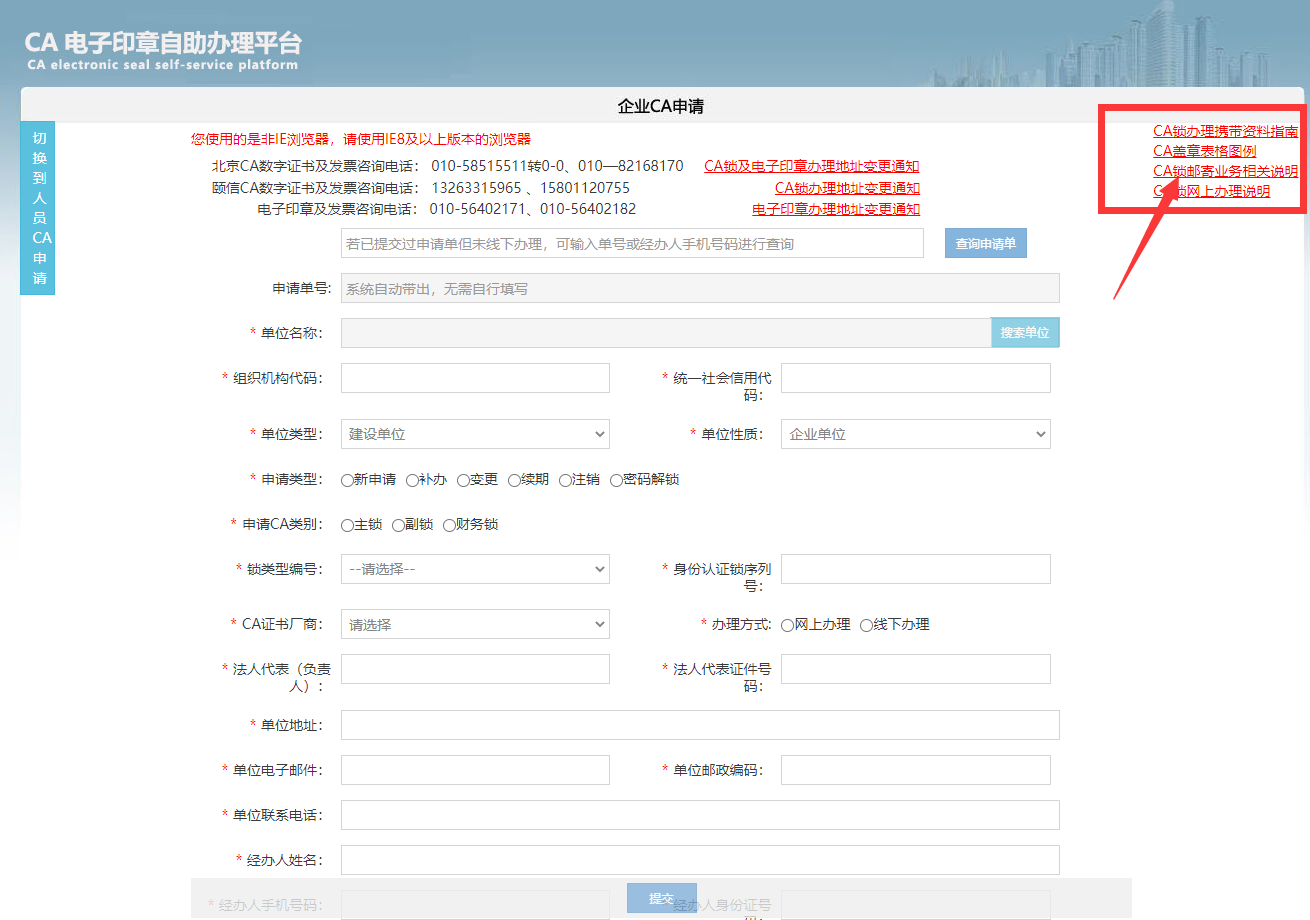 CA 电子印章自助办理平台
CA electronic seal self-service platform
企业CA申请
切换到人员CA申请
您使用的是非IE浏览器，请使用IE8及以上版本的浏览器
北京CA数字证书及发票咨询电话： 010-58515511转0-0、010—82168170 CA锁及电子印章办理地址变更通知
颐信CA数字证书及发票咨询电话： 13263315965 、15801120755 CA锁办理地址变更通知
电子印章及发票咨询电话： 010-56402171、010-56402182 电子印章办理地址变更通知
CA锁办理携带资料指南
CA盖章表格图例
CA锁邮寄业务相关说明
CA锁网上办理说明
若已提交过申请单但未线下办理，可输入单号或经办人手机号码进行查询 查询申请单
申请单号: 系统自动带出，无需自行填写
* 单位名称： 搜索单位
* 组织机构代码： * 统一社会信用代码：
* 单位类型： 建设单位 * 单位性质： 企业单位
* 申请类型： 新申请 补办 变更 续期 注销 密码解锁
* 申请CA类别： 主锁 副锁 财务锁
* 锁类型编号： --请选择-- * 身份认证锁序列号：
* CA证书厂商： 请选择 * 办理方式: 网上办理 线下办理
* 法人代表（负责人）： * 法人代表证件号码：
* 单位地址：
* 单位电子邮件： * 单位邮政编码：
* 单位联系电话：
* 经办人姓名：
* 经办人手机号码： 提交 经办人身份证号